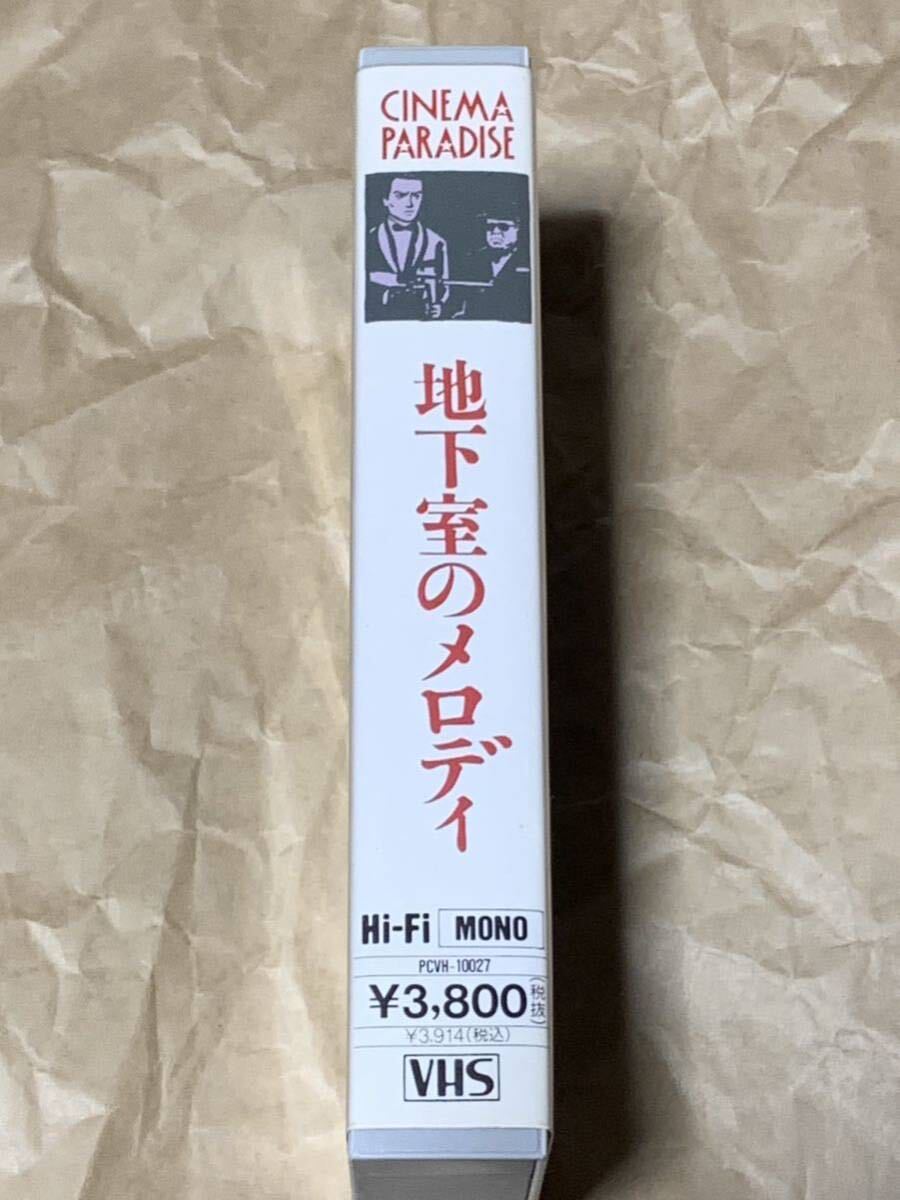 CINEMA
PARADISE
地下室のメロディ
Hi-Fi MONO
PCVH-10027
¥3,800(税抜)
¥3,914(税込)
VHS